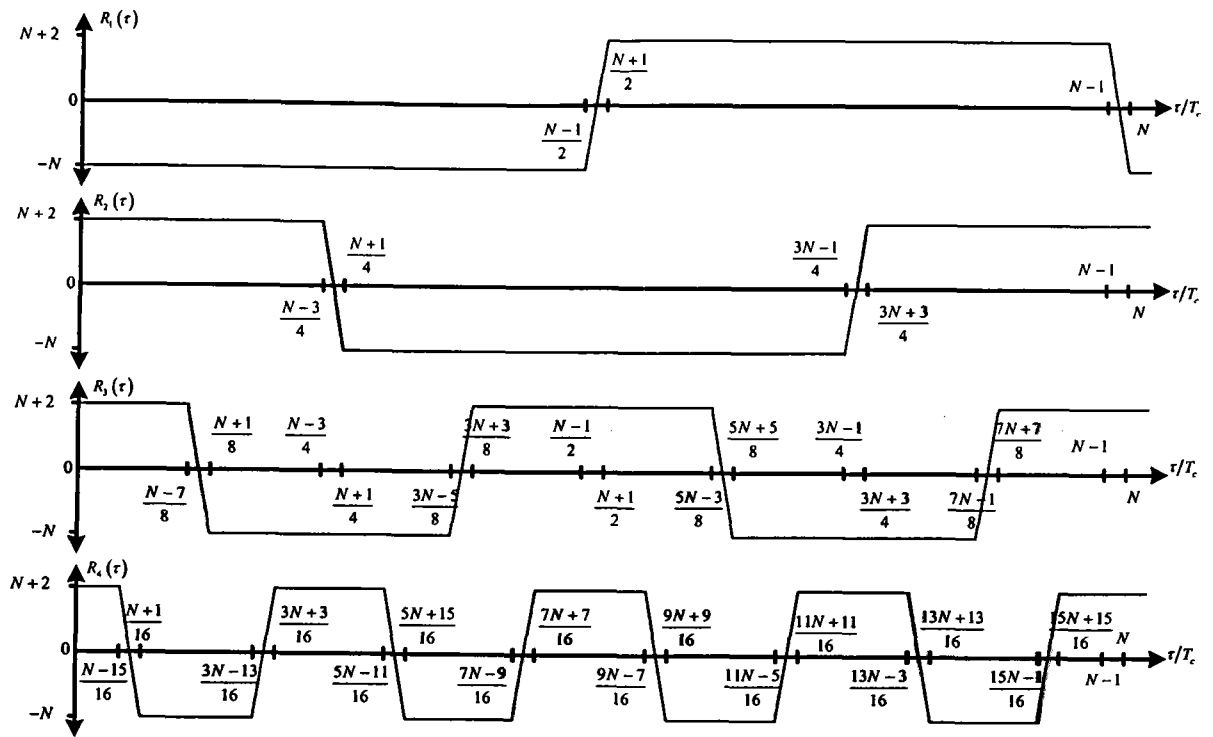 R₁(τ)
N+2
0
−N
N−1/2
N+1/2
N−1
N
τ/T_c
R₂(τ)
N+2
0
−N
N−3/4
N+1/4
3N−1/4
3N+3/4
N−1
N
τ/T_c
R₃(τ)
N+2
0
−N
N−7/8
N+1/8
N−3/4
N+1/4
3N−5/8
3N+3/8
N−1/2
N+1/2
5N−3/8
5N+5/8
3N−1/4
3N+3/4
7N−1/8
7N+7/8
N−1
N
τ/T_c
R₄(τ)
N+2
0
−N
N−15/16
N+1/16
3N−13/16
3N+3/16
5N−11/16
5N+15/16
7N−9/16
7N+7/16
9N−7/16
9N+9/16
11N−5/16
11N+11/16
13N−3/16
13N+13/16
15N−1/16
15N+15/16
N−1
N
τ/T_c